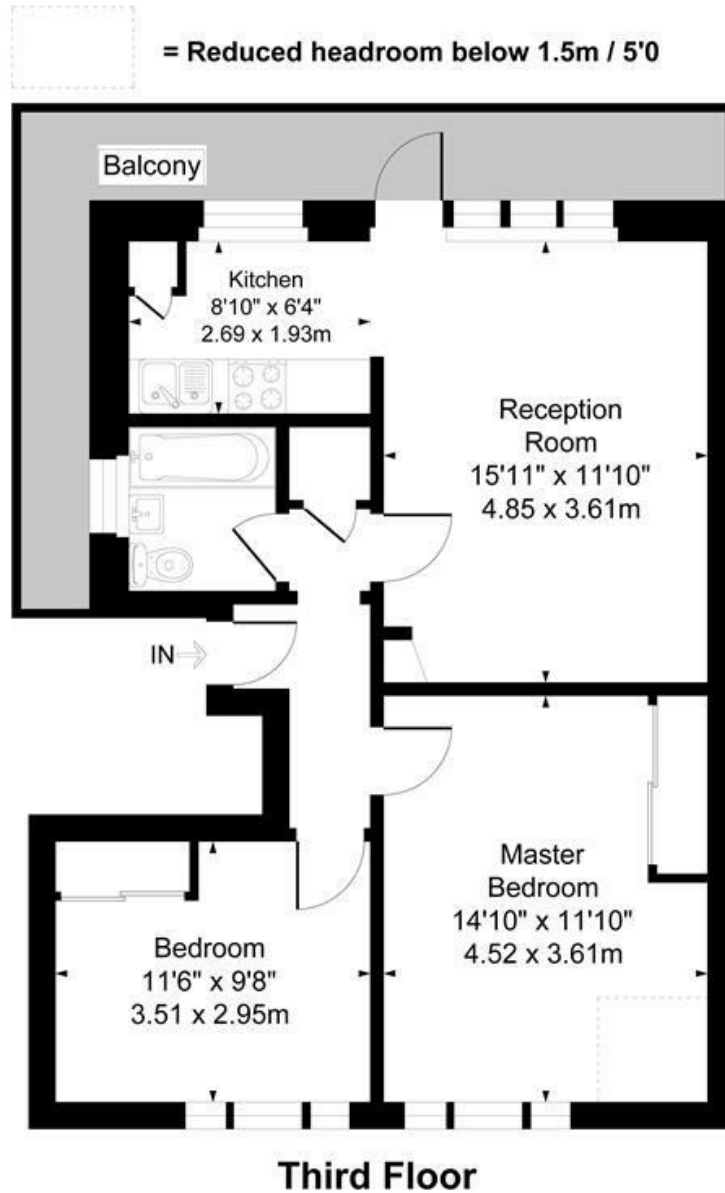 = Reduced headroom below 1.5m / 5'0
Balcony
Kitchen
8'10" x 6'4"
2.69 x 1.93m
Reception
Room
15'11" x 11'10"
4.85 x 3.61m
IN
Master
Bedroom
14'10" x 11'10"
4.52 x 3.61m
Bedroom
11'6" x 9'8"
3.51 x 2.95m
Third Floor